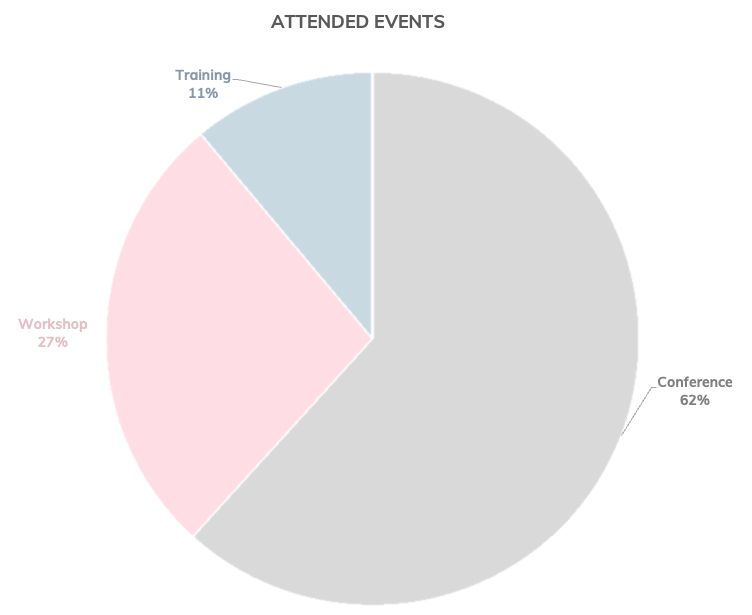 ATTENDED EVENTS
Training
11%
Workshop
27%
Conference
62%